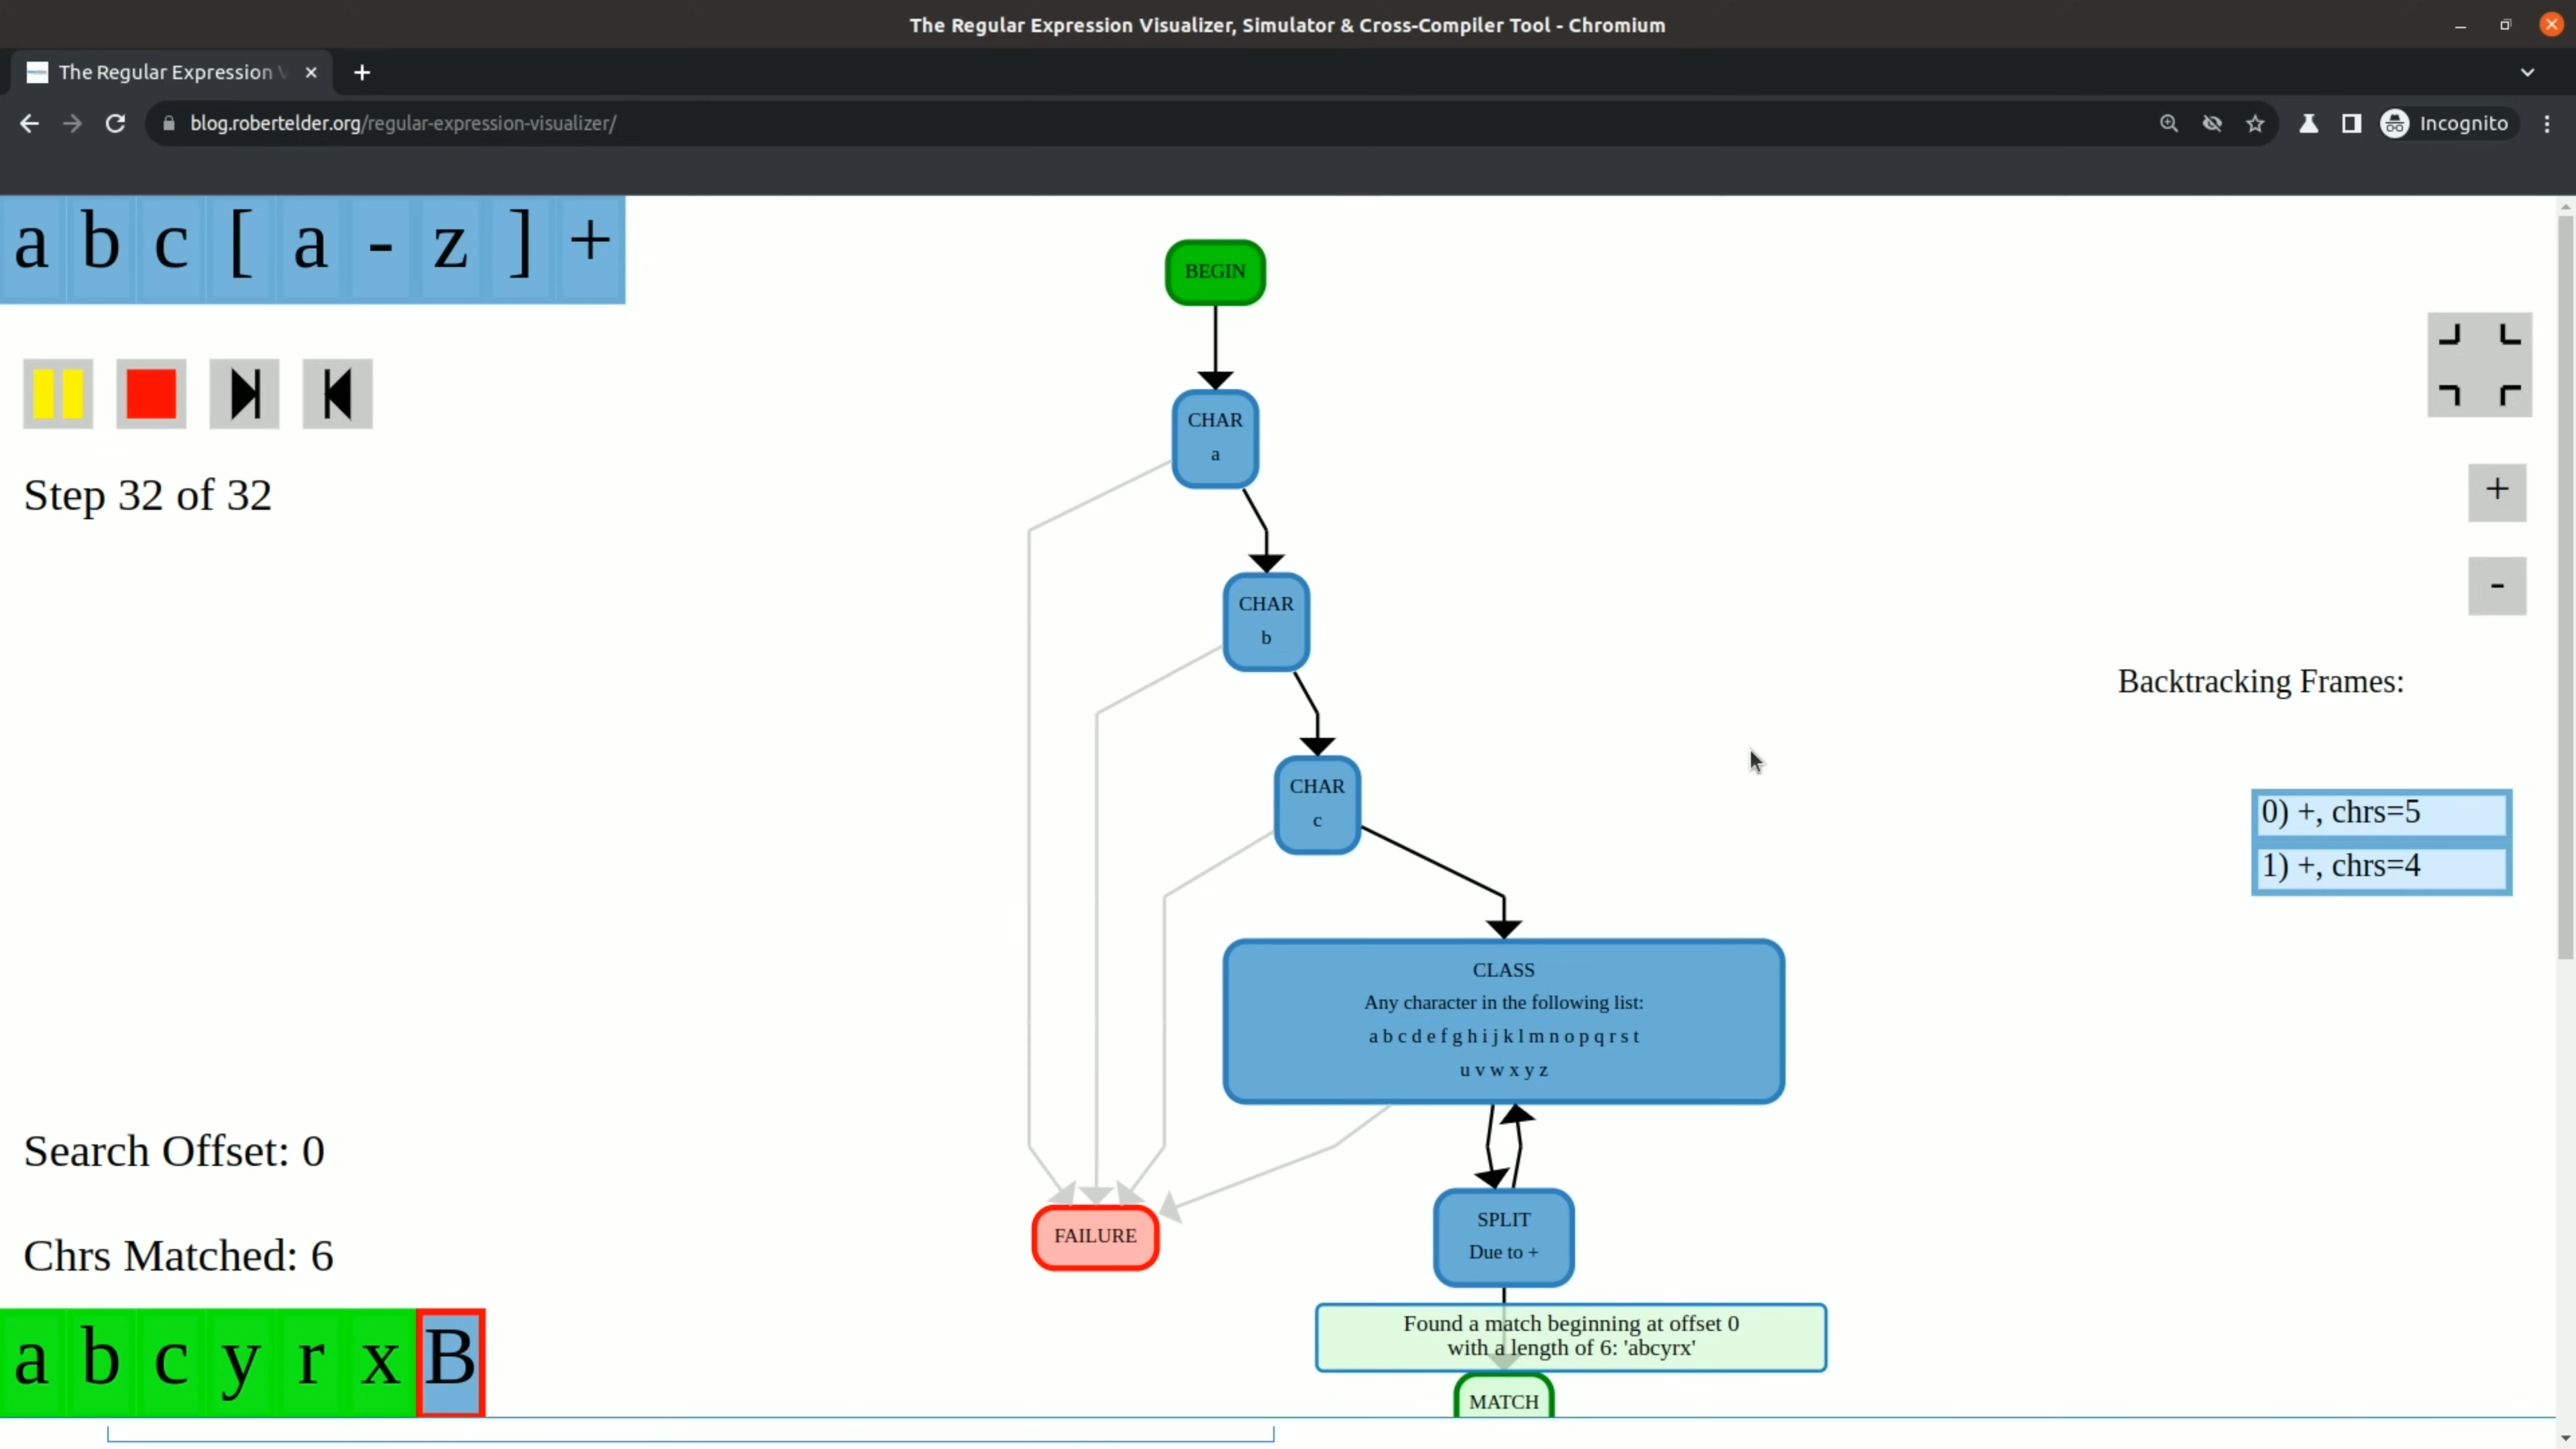 The Regular Expression Visualizer, Simulator & Cross-Compiler Tool - Chromium
The Regular Expression V
blog.robertelder.org/regular-expression-visualizer/
Incognito
abc[a-z]+
Step 32 of 32
BEGIN
CHAR
a
CHAR
b
CHAR
c
CLASS
Any character in the following list:
a b c d e f g h i j k l m n o p q r s t
u v w x y z
SPLIT
Due to +
FAILURE
Found a match beginning at offset 0
with a length of 6: 'abcyrx'
MATCH
+
-
Backtracking Frames:
0) +, chrs=5
1) +, chrs=4
Search Offset: 0
Chrs Matched: 6
abcyrxB